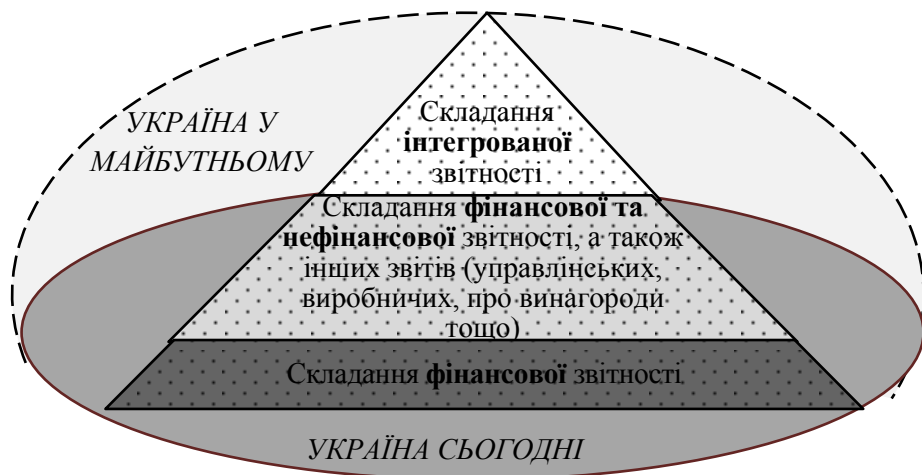 УКРАЇНА У
МАЙБУТНЬОМУ
Складання
інтегрованої
звітності
Складання фінансової та
нефінансової звітності, а також
інших звітів (управлінських,
виробничих, про винагороди
тощо)
Складання фінансової звітності
УКРАЇНА СЬОГОДНІ